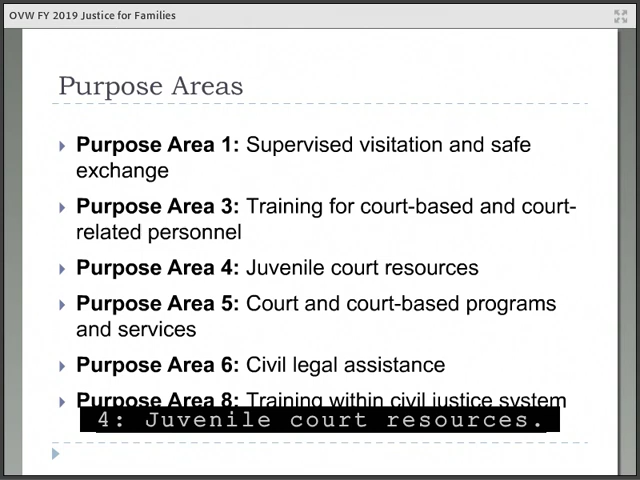 OVW FY 2019 Justice for Families
Purpose Areas
Purpose Area 1: Supervised visitation and safe
exchange
Purpose Area 3: Training for court-based and court-
related personnel
Purpose Area 4: Juvenile court resources
Purpose Area 5: Court and court-based programs
and services
Purpose Area 6: Civil legal assistance
Purpose Area 8: Training within civil justice system
4: Juvenile court resources.